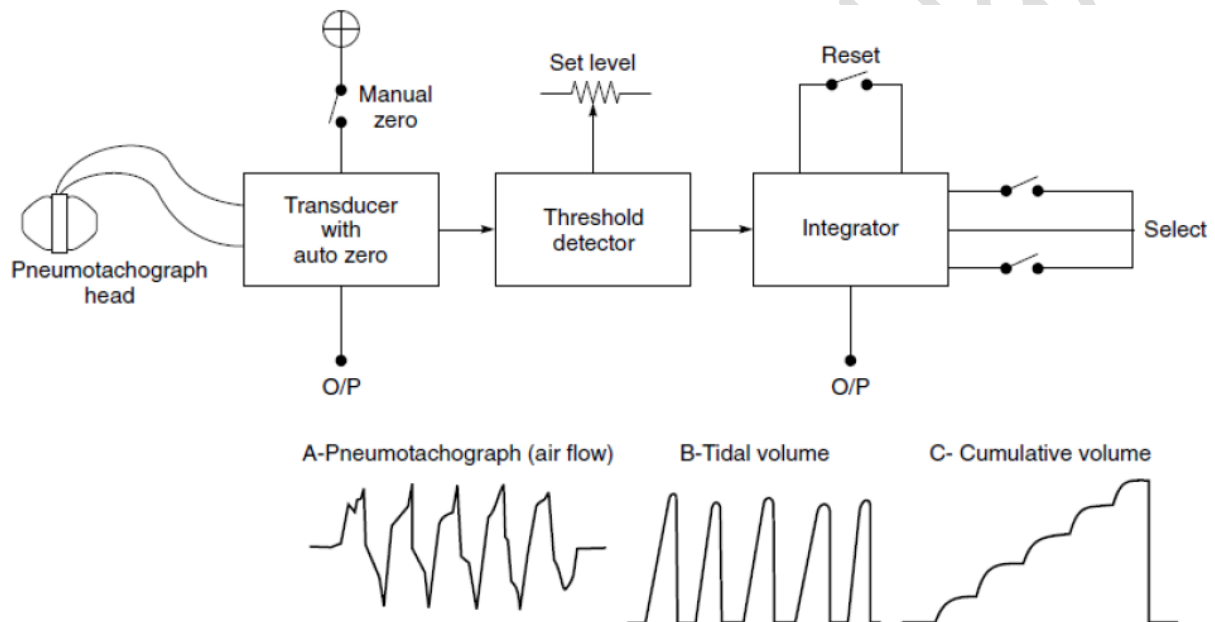 Reset
Set level
Manual
zero
Transducer
with
auto zero
Threshold
detector
Integrator
Select
Pneumotachograph
head
O/P
O/P
A-Pneumotachograph (air flow)
B-Tidal volume
C- Cumulative volume